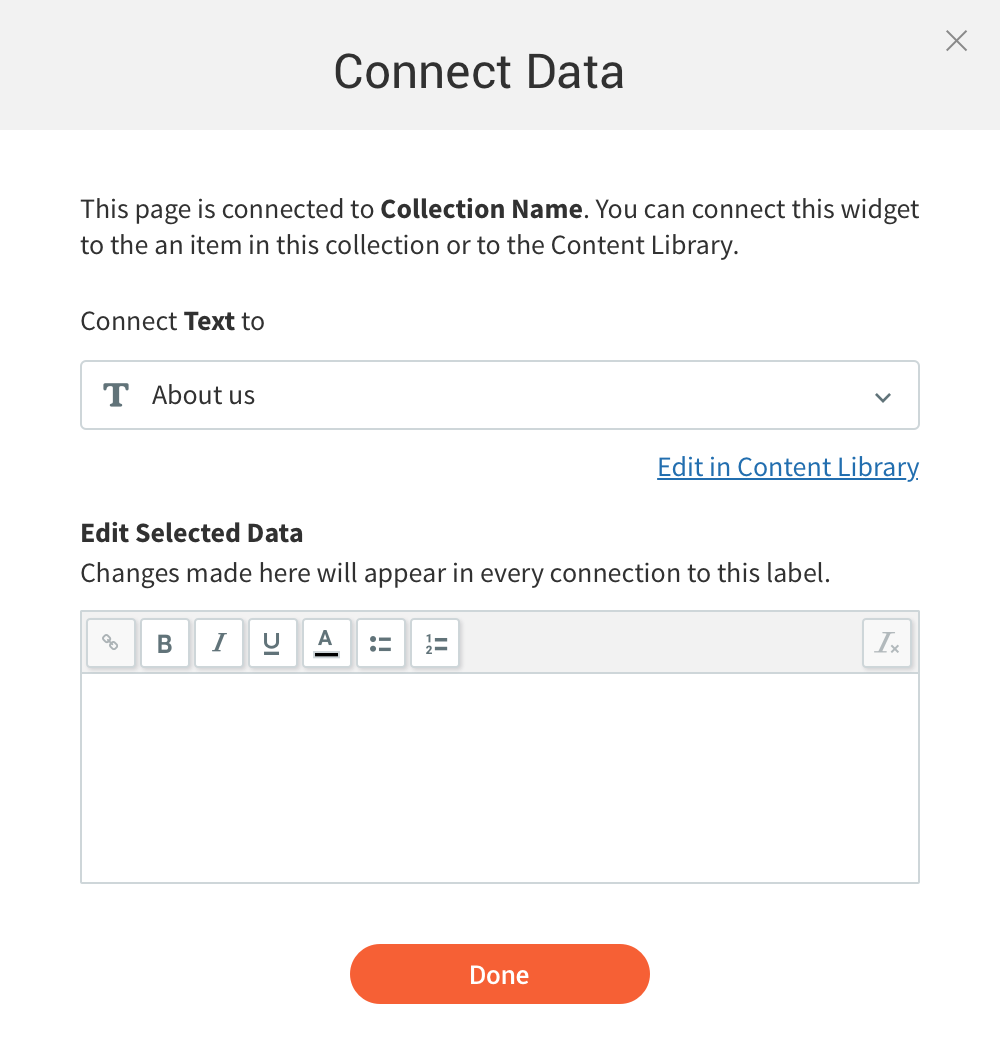 Connect Data
This page is connected to Collection Name. You can connect this widget
to the an item in this collection or to the Content Library.
Connect Text to
T About us
Edit in Content Library
Edit Selected Data
Changes made here will appear in every connection to this label.
B I U A 1 2 I x
Done